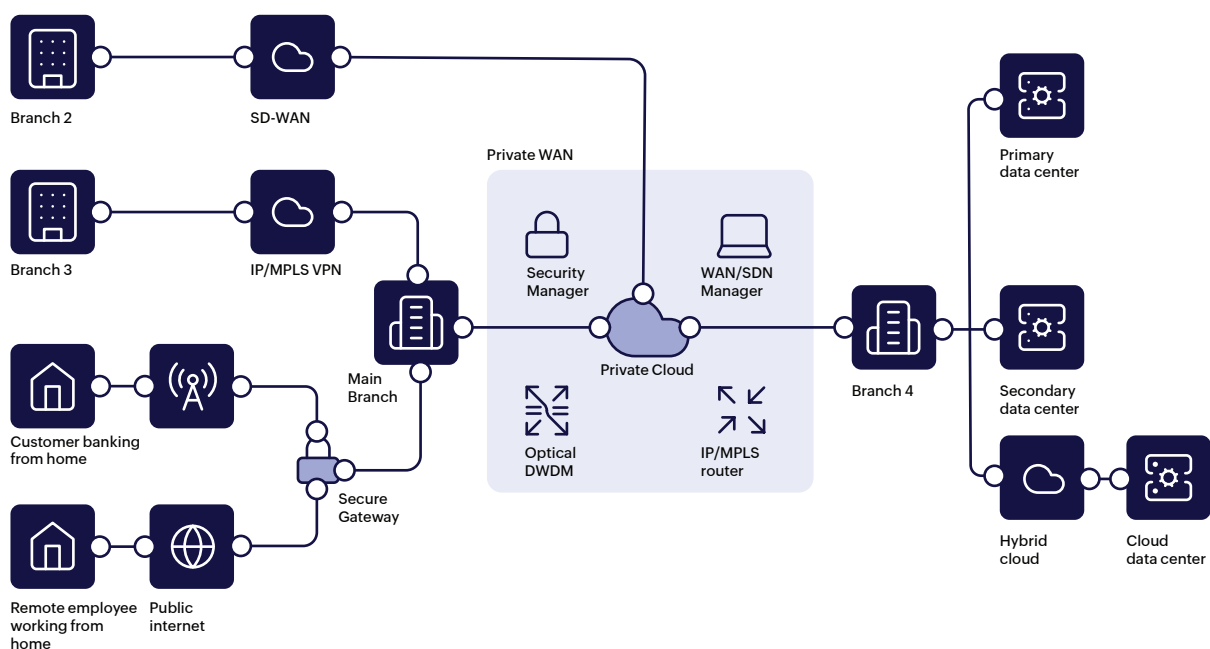 Branch 2
SD-WAN
Private WAN
Primary
data center
Branch 3
IP/MPLS VPN
Security
Manager
WAN/SDN
Manager
Main
Branch
Private Cloud
Branch 4
Secondary
data center
Customer banking
from home
Optical
DWDM
IP/MPLS
router
Secure
Gateway
Hybrid
cloud
Cloud
data center
Remote employee
working from
home
Public
internet